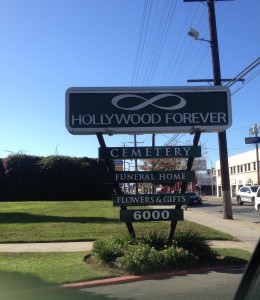 HOLLYWOOD FOREVER
CEMETERY
FUNERAL HOME
FLOWERS & GIFTS
6000